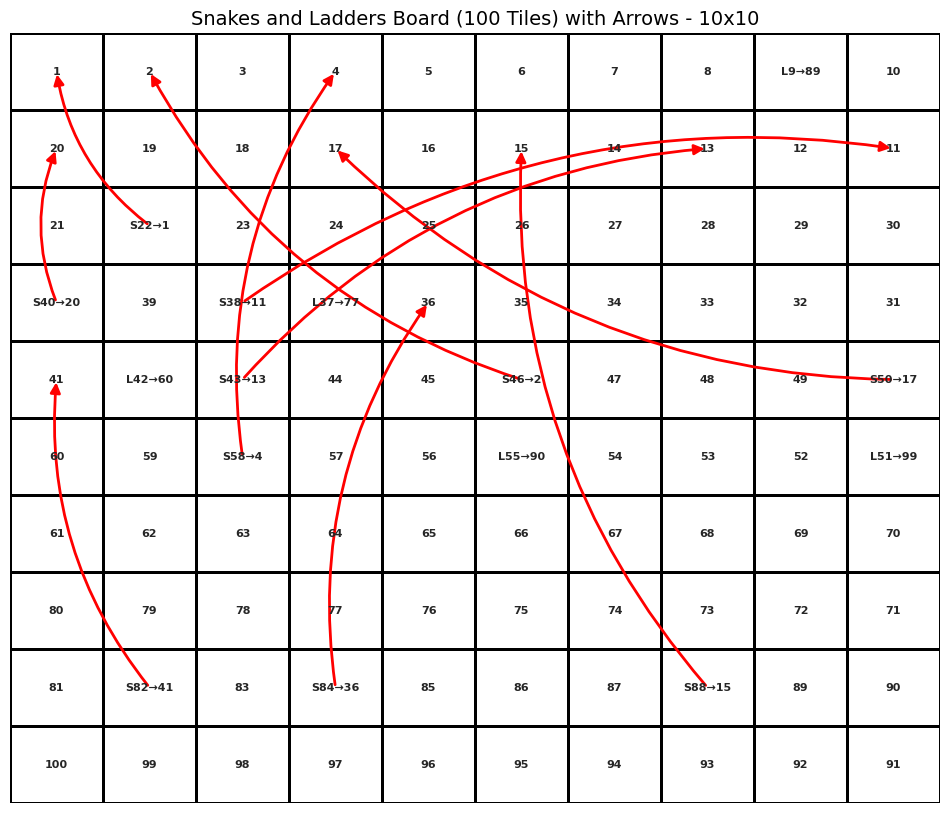 Snakes and Ladders Board (100 Tiles) with Arrows - 10x10
1 2 3 4 5 6 7 8 L9→89 10
20 19 18 17 16 15 14 13 12 11
21 S22→1 23 24 25 26 27 28 29 30
S40→20 39 S38→11 L37→77 36 35 34 33 32 31
41 L42→60 S43→13 44 45 S46→2 47 48 49 S50→17
60 59 S58→4 57 56 L55→90 54 53 52 L51→99
61 62 63 64 65 66 67 68 69 70
80 79 78 77 76 75 74 73 72 71
81 S82→41 83 S84→36 85 86 87 S88→15 89 90
100 99 98 97 96 95 94 93 92 91